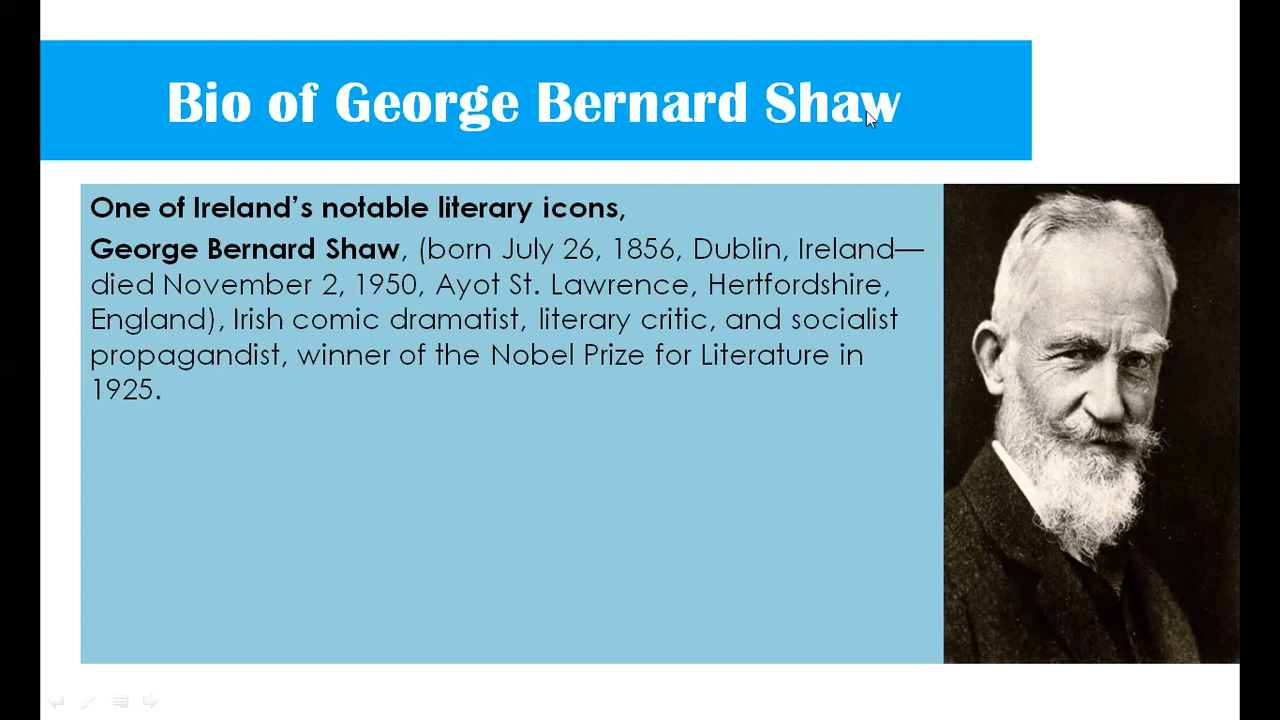 Bio of George Bernard Shaw
One of Ireland’s notable literary icons,
George Bernard Shaw, (born July 26, 1856, Dublin, Ireland—
died November 2, 1950, Ayot St. Lawrence, Hertfordshire,
England), Irish comic dramatist, literary critic, and socialist
propagandist, winner of the Nobel Prize for Literature in
1925.